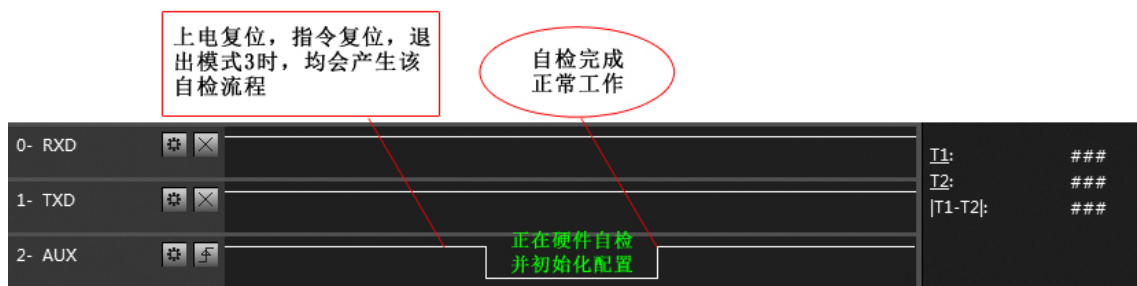 上电复位，指令复位，退
出模式3时，均会产生该
自检流程
自检完成
正常工作
0- RXD
T1: ###
T2: ###
1- TXD
|T1-T2|: ###
正在硬件自检
2- AUX
并初始化配置